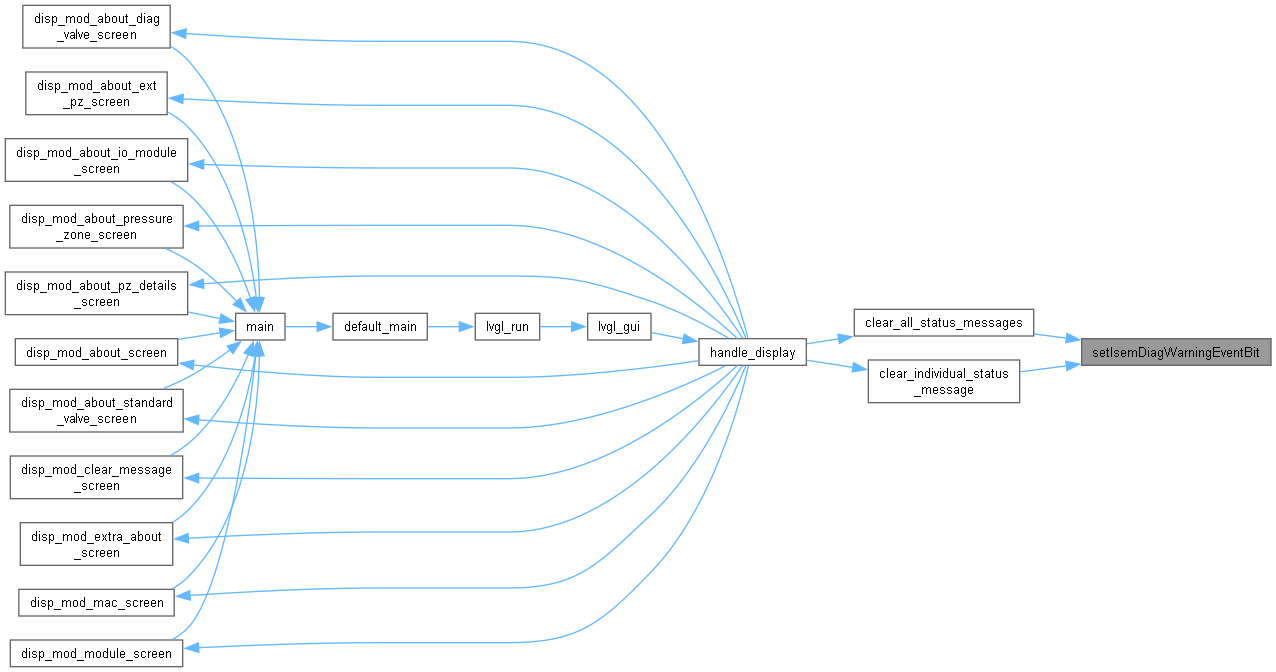 disp_mod_about_diag
_valve_screen
disp_mod_about_ext
_pz_screen
disp_mod_about_io_module
_screen
disp_mod_about_pressure
_zone_screen
disp_mod_about_pz_details
_screen
disp_mod_about_screen
disp_mod_about_standard
_valve_screen
disp_mod_clear_message
_screen
disp_mod_extra_about
_screen
disp_mod_mac_screen
disp_mod_module_screen
main
default_main
lvgl_run
lvgl_gui
handle_display
clear_all_status_messages
clear_individual_status
_message
setIsemDiagWarningEventBit